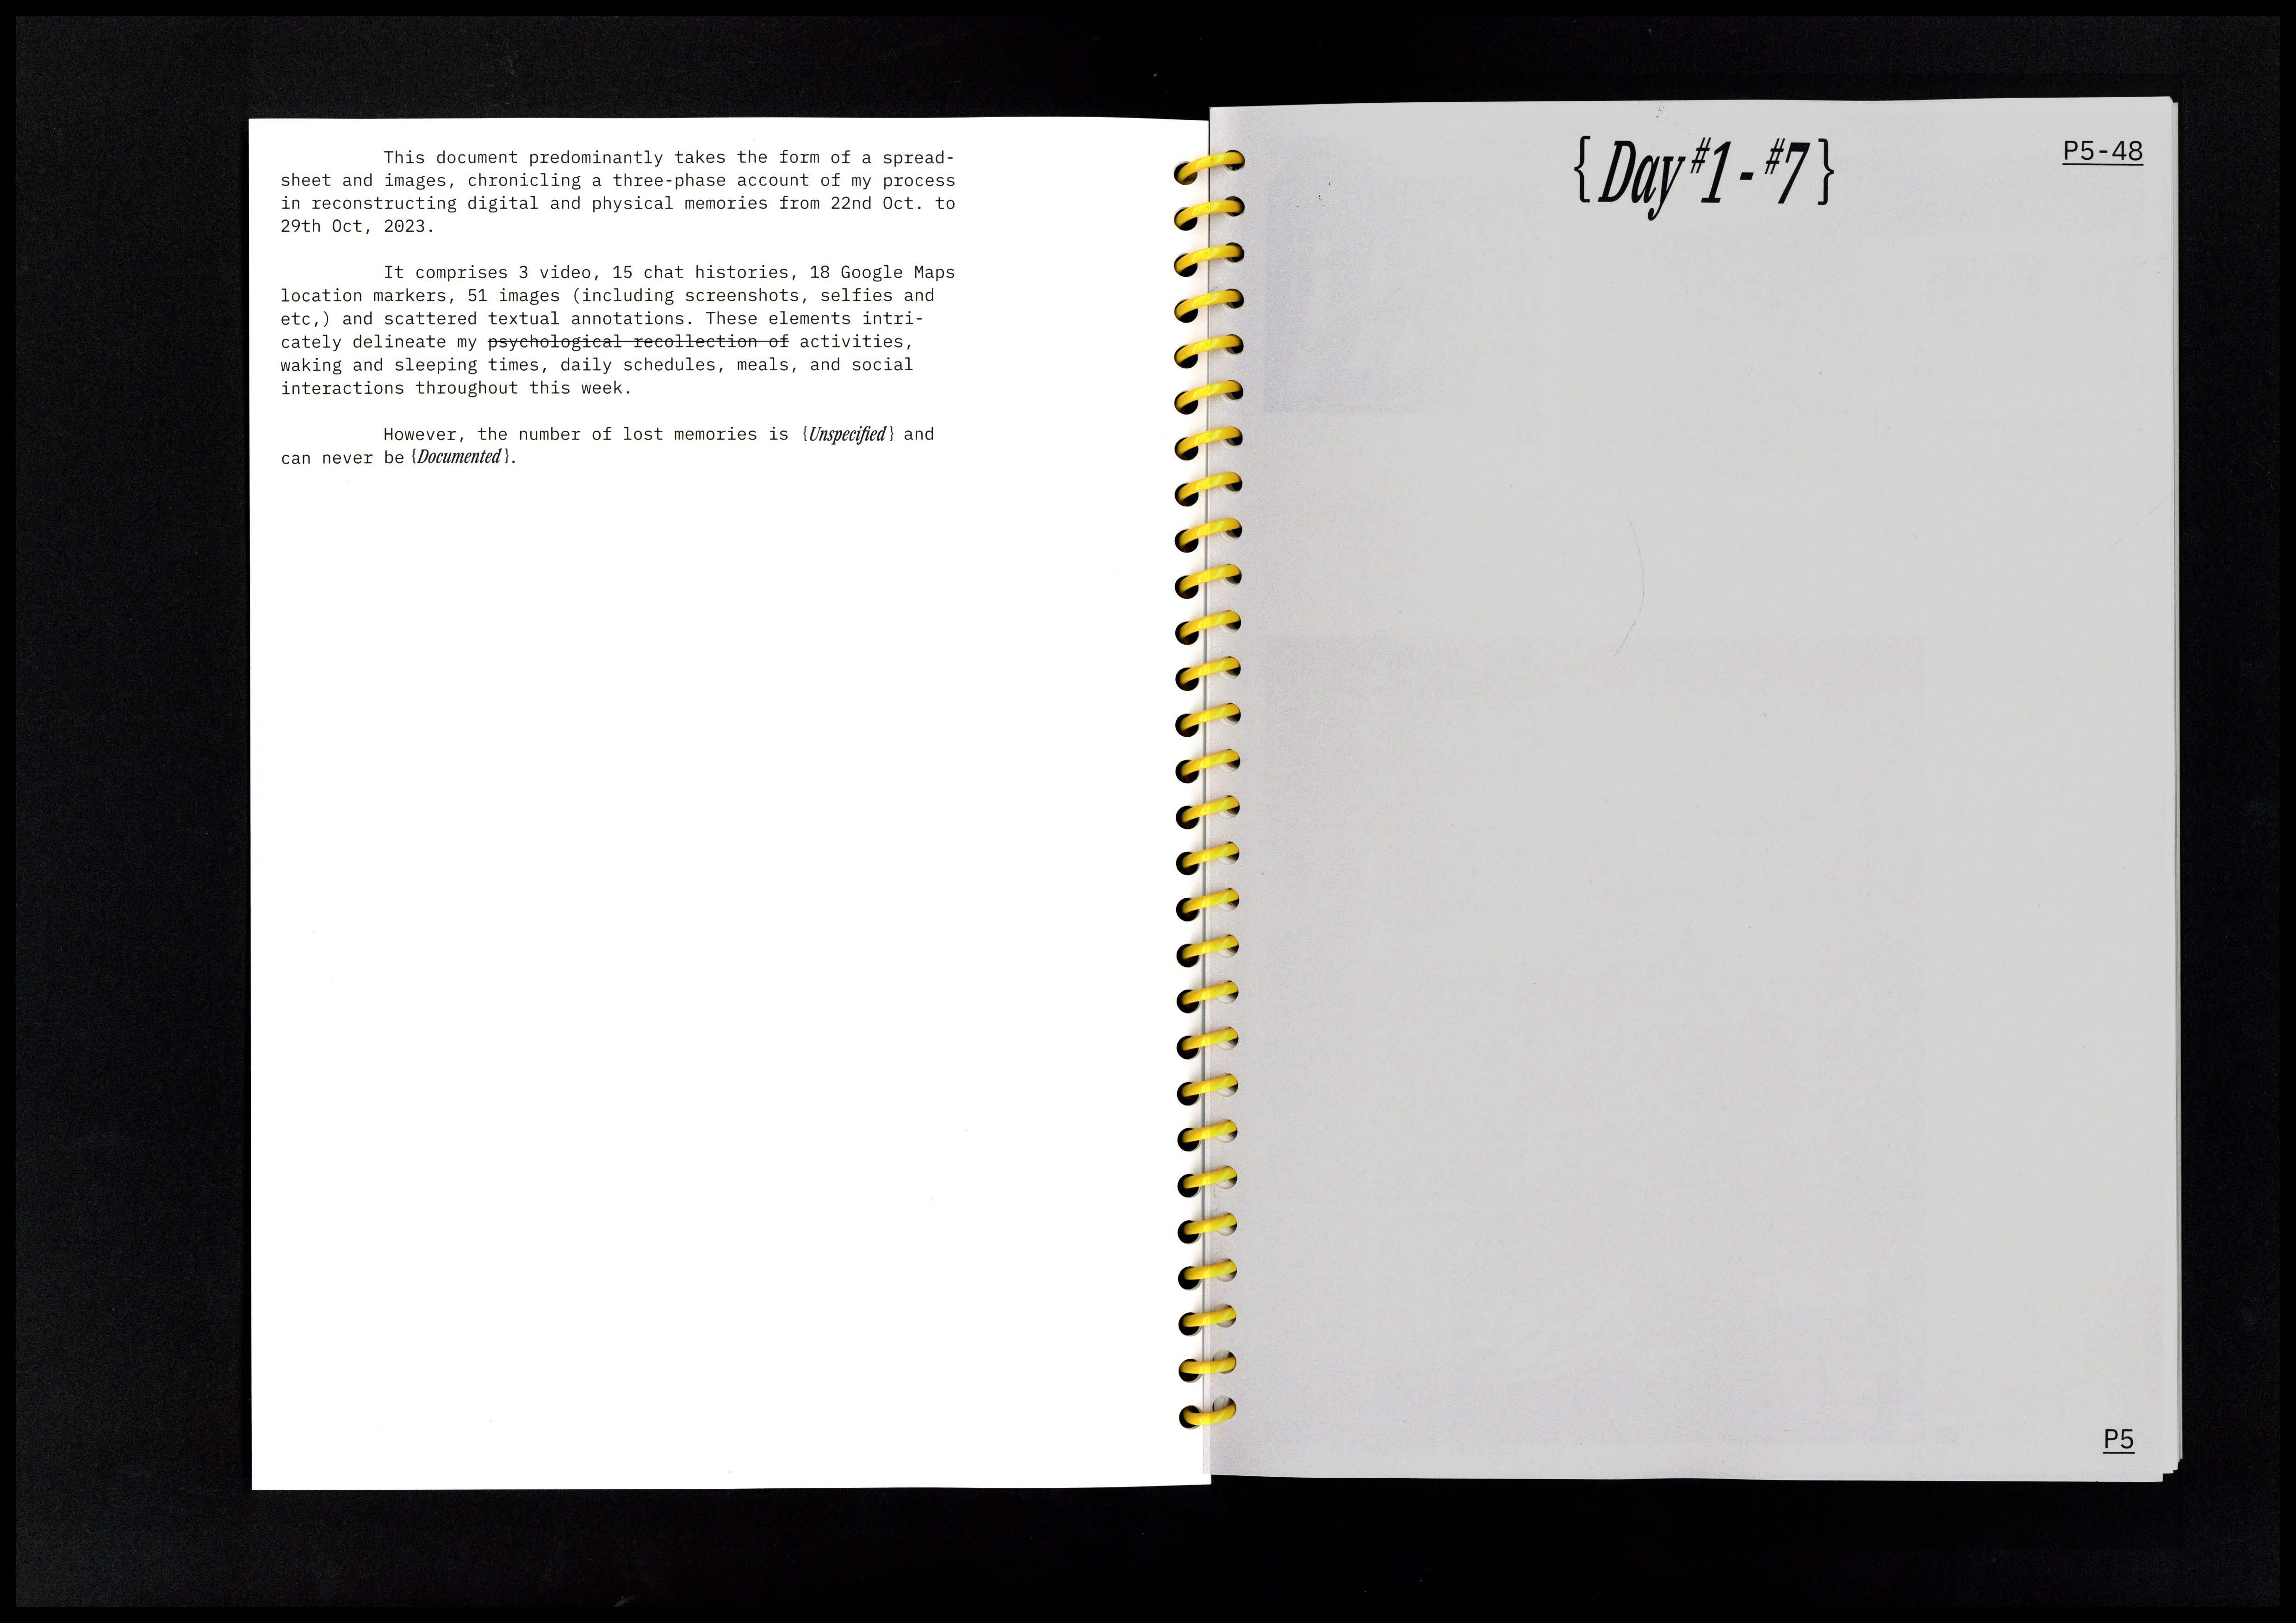 This document predominantly takes the form of a spread-
sheet and images, chronicling a three-phase account of my process
in reconstructing digital and physical memories from 22nd Oct. to
29th Oct, 2023.
It comprises 3 video, 15 chat histories, 18 Google Maps
location markers, 51 images (including screenshots, selfies and
etc,) and scattered textual annotations. These elements intri-
cately delineate my psychological recollection of activities,
waking and sleeping times, daily schedules, meals, and social
interactions throughout this week.
However, the number of lost memories is {Unspecified} and
can never be {Documented}.
{Day #1 - #7}
P5-48
P5